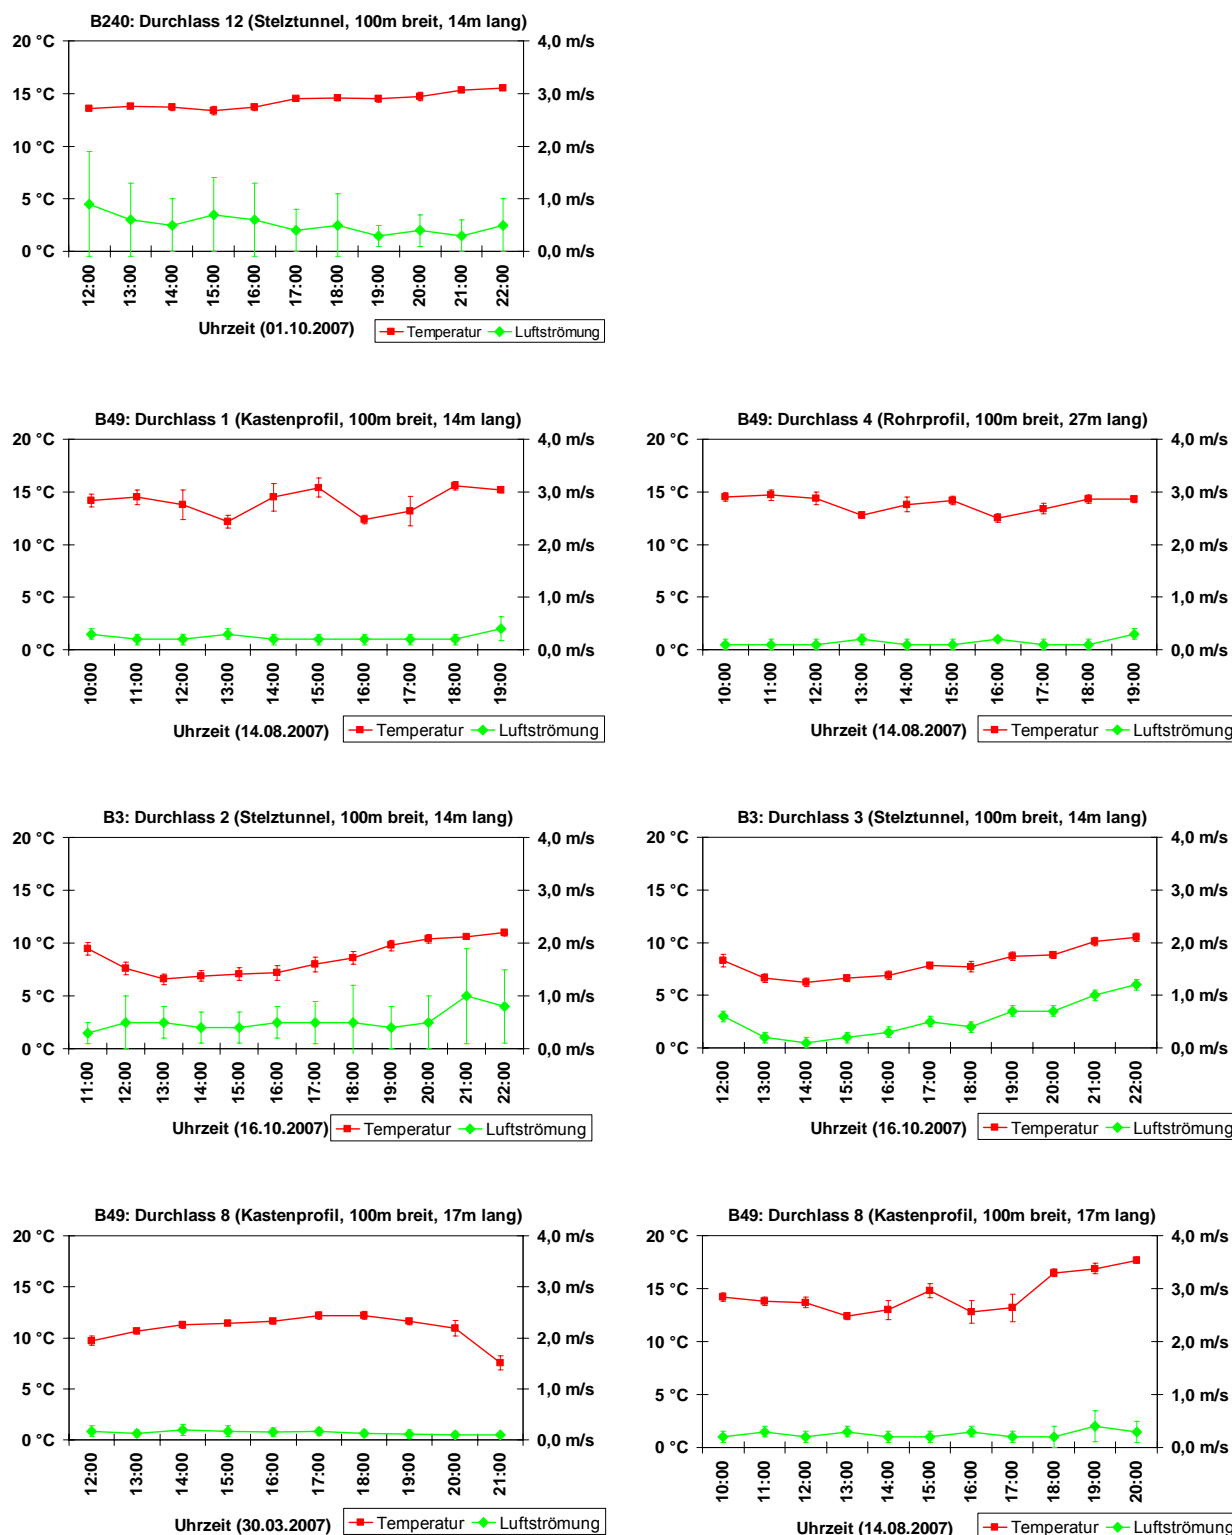 B240: Durchlass 12 (Stelztunnel, 100m breit, 14m lang)
20 °C 4,0 m/s
15 °C 3,0 m/s
10 °C 2,0 m/s
5 °C 1,0 m/s
0 °C 0,0 m/s
12:00 13:00 14:00 15:00 16:00 17:00 18:00 19:00 20:00 21:00 22:00
Uhrzeit (01.10.2007) Temperatur Luftströmung
B49: Durchlass 1 (Kastenprofil, 100m breit, 14m lang)
20 °C 4,0 m/s
15 °C 3,0 m/s
10 °C 2,0 m/s
5 °C 1,0 m/s
0 °C 0,0 m/s
10:00 11:00 12:00 13:00 14:00 15:00 16:00 17:00 18:00 19:00
Uhrzeit (14.08.2007) Temperatur Luftströmung
B49: Durchlass 4 (Rohrprofil, 100m breit, 27m lang)
20 °C 4,0 m/s
15 °C 3,0 m/s
10 °C 2,0 m/s
5 °C 1,0 m/s
0 °C 0,0 m/s
10:00 11:00 12:00 13:00 14:00 15:00 16:00 17:00 18:00 19:00
Uhrzeit (14.08.2007) Temperatur Luftströmung
B3: Durchlass 2 (Stelztunnel, 100m breit, 14m lang)
20 °C 4,0 m/s
15 °C 3,0 m/s
10 °C 2,0 m/s
5 °C 1,0 m/s
0 °C 0,0 m/s
11:00 12:00 13:00 14:00 15:00 16:00 17:00 18:00 19:00 20:00 21:00 22:00
Uhrzeit (16.10.2007) Temperatur Luftströmung
B3: Durchlass 3 (Stelztunnel, 100m breit, 14m lang)
20 °C 4,0 m/s
15 °C 3,0 m/s
10 °C 2,0 m/s
5 °C 1,0 m/s
0 °C 0,0 m/s
12:00 13:00 14:00 15:00 16:00 17:00 18:00 19:00 20:00 21:00 22:00
Uhrzeit (16.10.2007) Temperatur Luftströmung
B49: Durchlass 8 (Kastenprofil, 100m breit, 17m lang)
20 °C 4,0 m/s
15 °C 3,0 m/s
10 °C 2,0 m/s
5 °C 1,0 m/s
0 °C 0,0 m/s
12:00 13:00 14:00 15:00 16:00 17:00 18:00 19:00 20:00 21:00
Uhrzeit (30.03.2007) Temperatur Luftströmung
B49: Durchlass 8 (Kastenprofil, 100m breit, 17m lang)
20 °C 4,0 m/s
15 °C 3,0 m/s
10 °C 2,0 m/s
5 °C 1,0 m/s
0 °C 0,0 m/s
10:00 11:00 12:00 13:00 14:00 15:00 16:00 17:00 18:00 19:00 20:00
Uhrzeit (14.08.2007) Temperatur Luftströmung